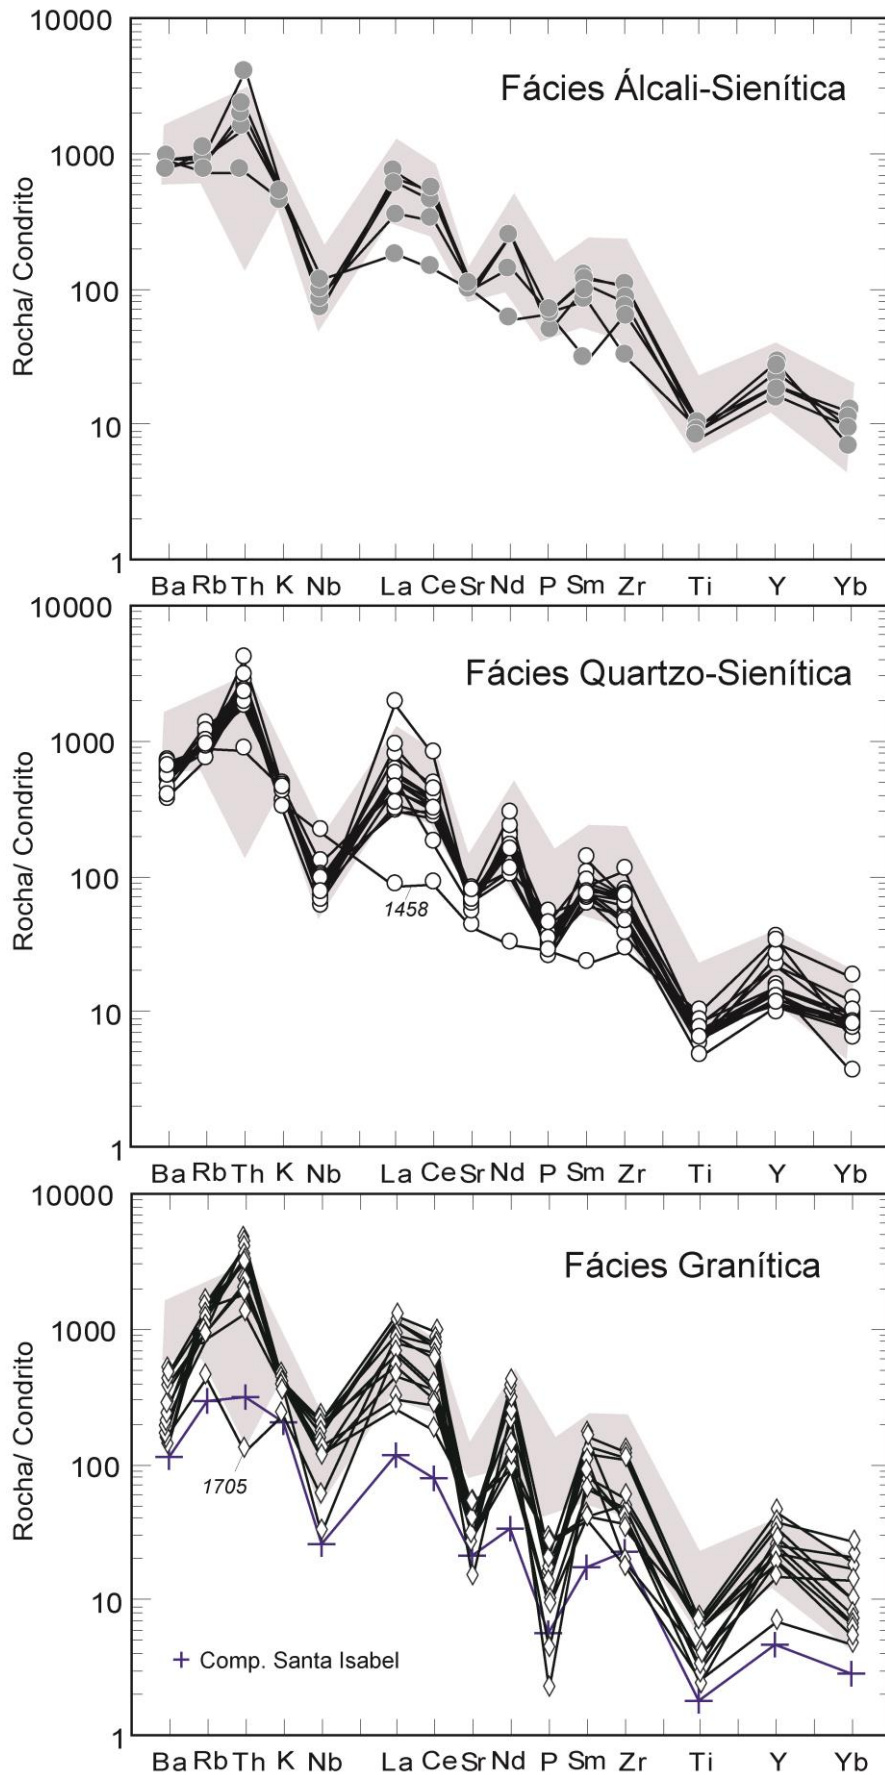 10000
Fácies Álcali-Sienítica
1000
Rocha/ Condrito
100
10
1
Ba Rb Th K Nb La Ce Sr Nd P Sm Zr Ti Y Yb
10000
Fácies Quartzo-Sienítica
1000
Rocha/ Condrito
100
1458
10
1
Ba Rb Th K Nb La Ce Sr Nd P Sm Zr Ti Y Yb
10000
Fácies Granítica
1000
Rocha/ Condrito
100
1705
10
Comp. Santa Isabel
1
Ba Rb Th K Nb La Ce Sr Nd P Sm Zr Ti Y Yb